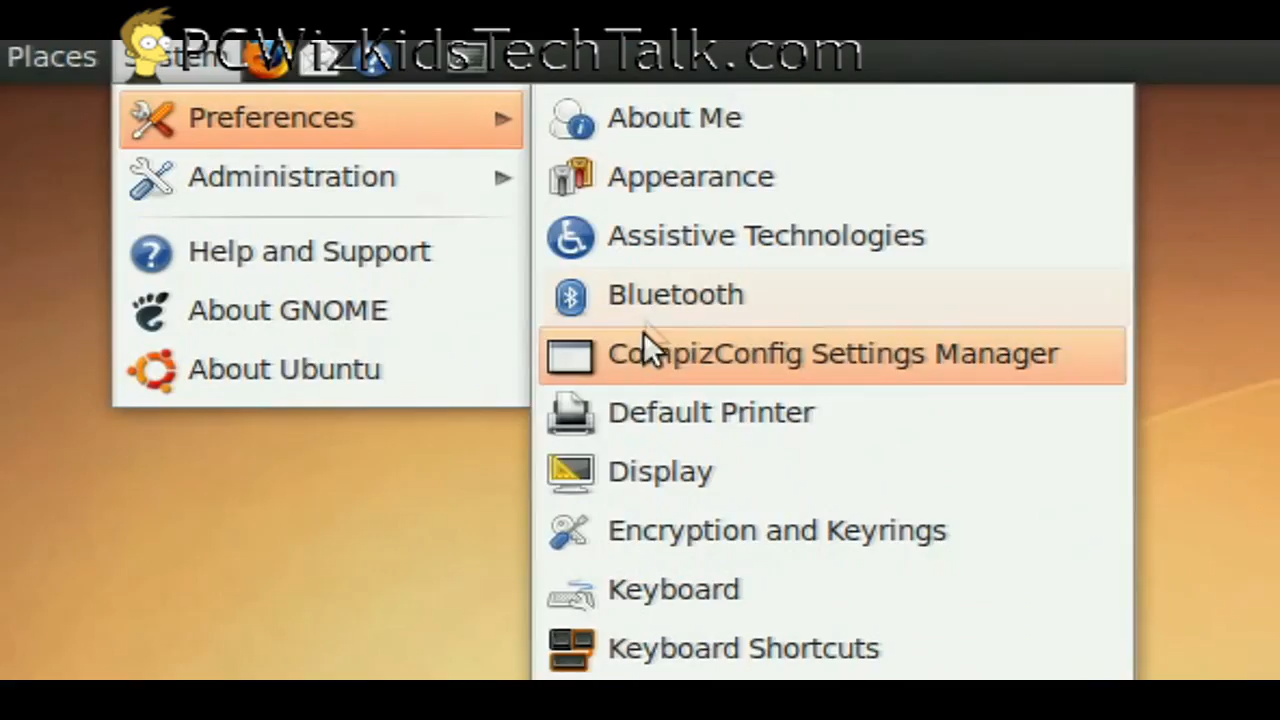 PCWizKidsTechTalk.com
Places System
Preferences
Administration
Help and Support
About GNOME
About Ubuntu
About Me
Appearance
Assistive Technologies
Bluetooth
CompizConfig Settings Manager
Default Printer
Display
Encryption and Keyrings
Keyboard
Keyboard Shortcuts